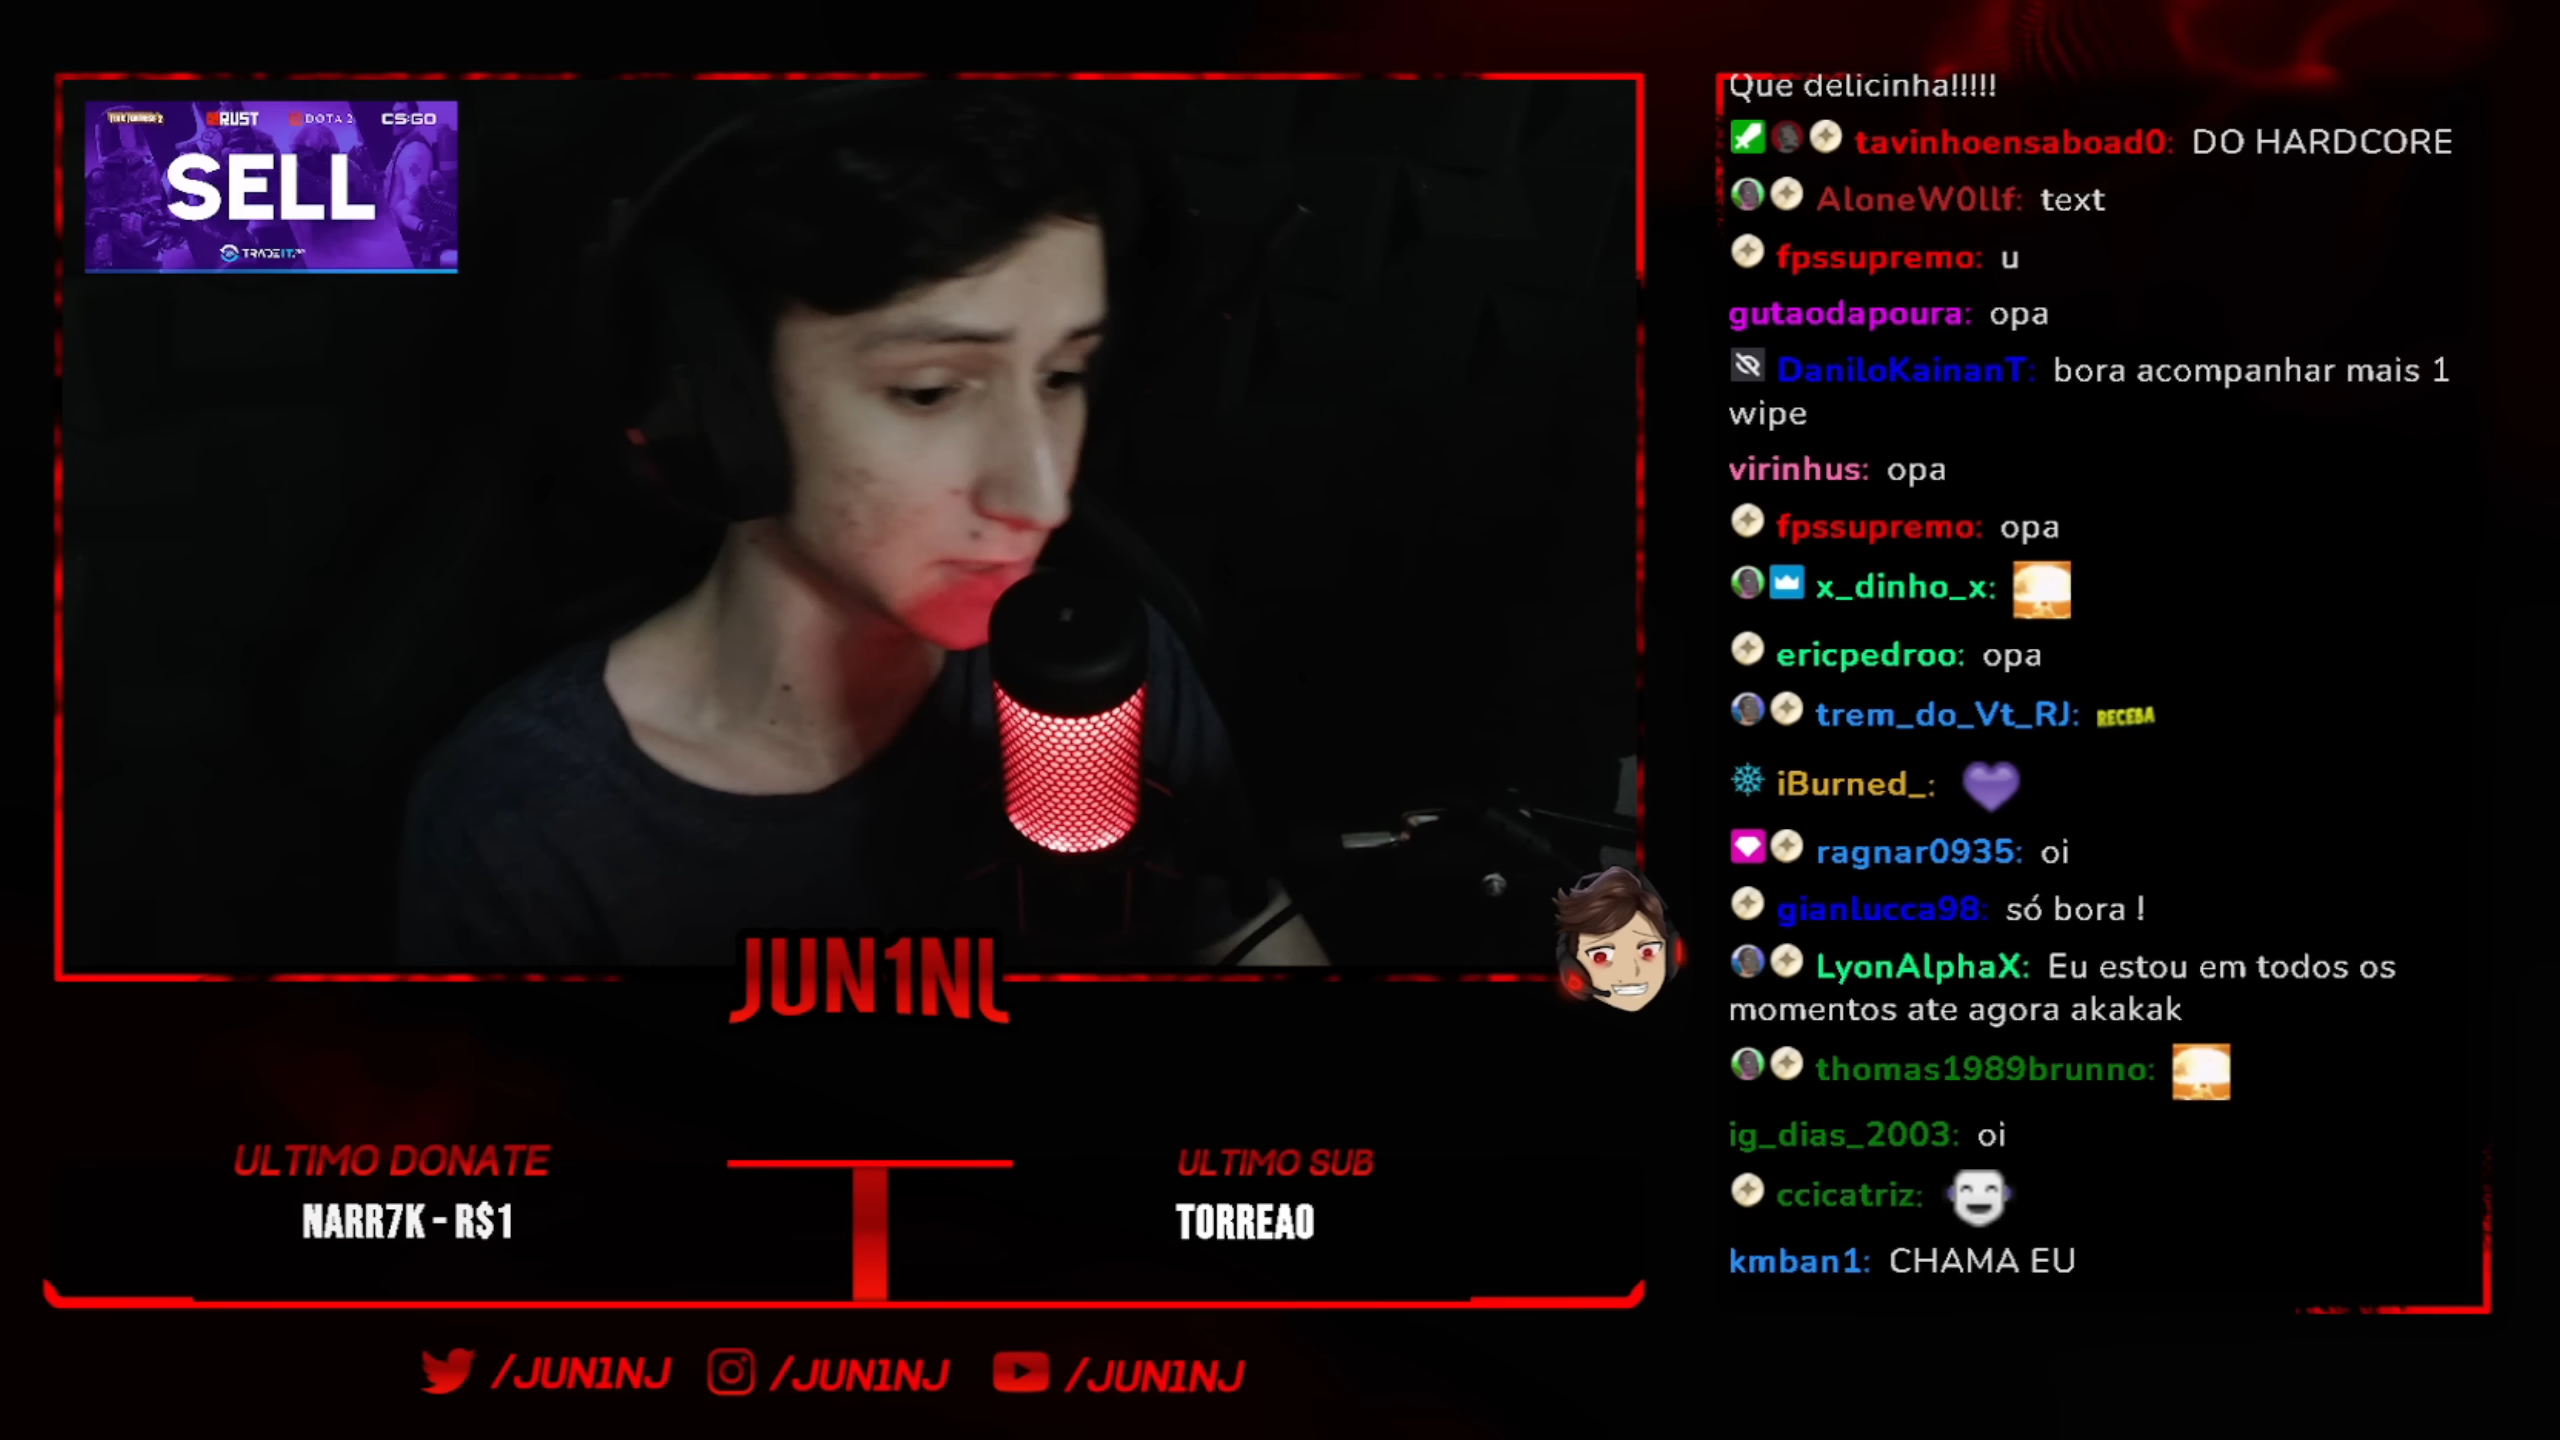 RUST
DOTA 2
CS:GO
SELL
TRADEIT
JUN1NJ
ULTIMO DONATE
NARR7K - R$1
ULTIMO SUB
TORREAO
/JUN1NJ
/JUN1NJ
/JUN1NJ
Que delicinha!!!!!
tavinhoensaboad0: DO HARDCORE
AloneW0llf: text
fpssupremo: u
gutaodapoura: opa
DaniloKainanT: bora acompanhar mais 1
wipe
virinhus: opa
fpssupremo: opa
x_dinho_x:
ericpedroo: opa
trem_do_Vt_RJ: RECEBA
iBurned_:
ragnar0935: oi
gianlucca98: só bora !
LyonAlphaX: Eu estou em todos os
momentos ate agora akakak
thomas1989brunno:
ig_dias_2003: oi
ccicatriz:
kmban1: CHAMA EU